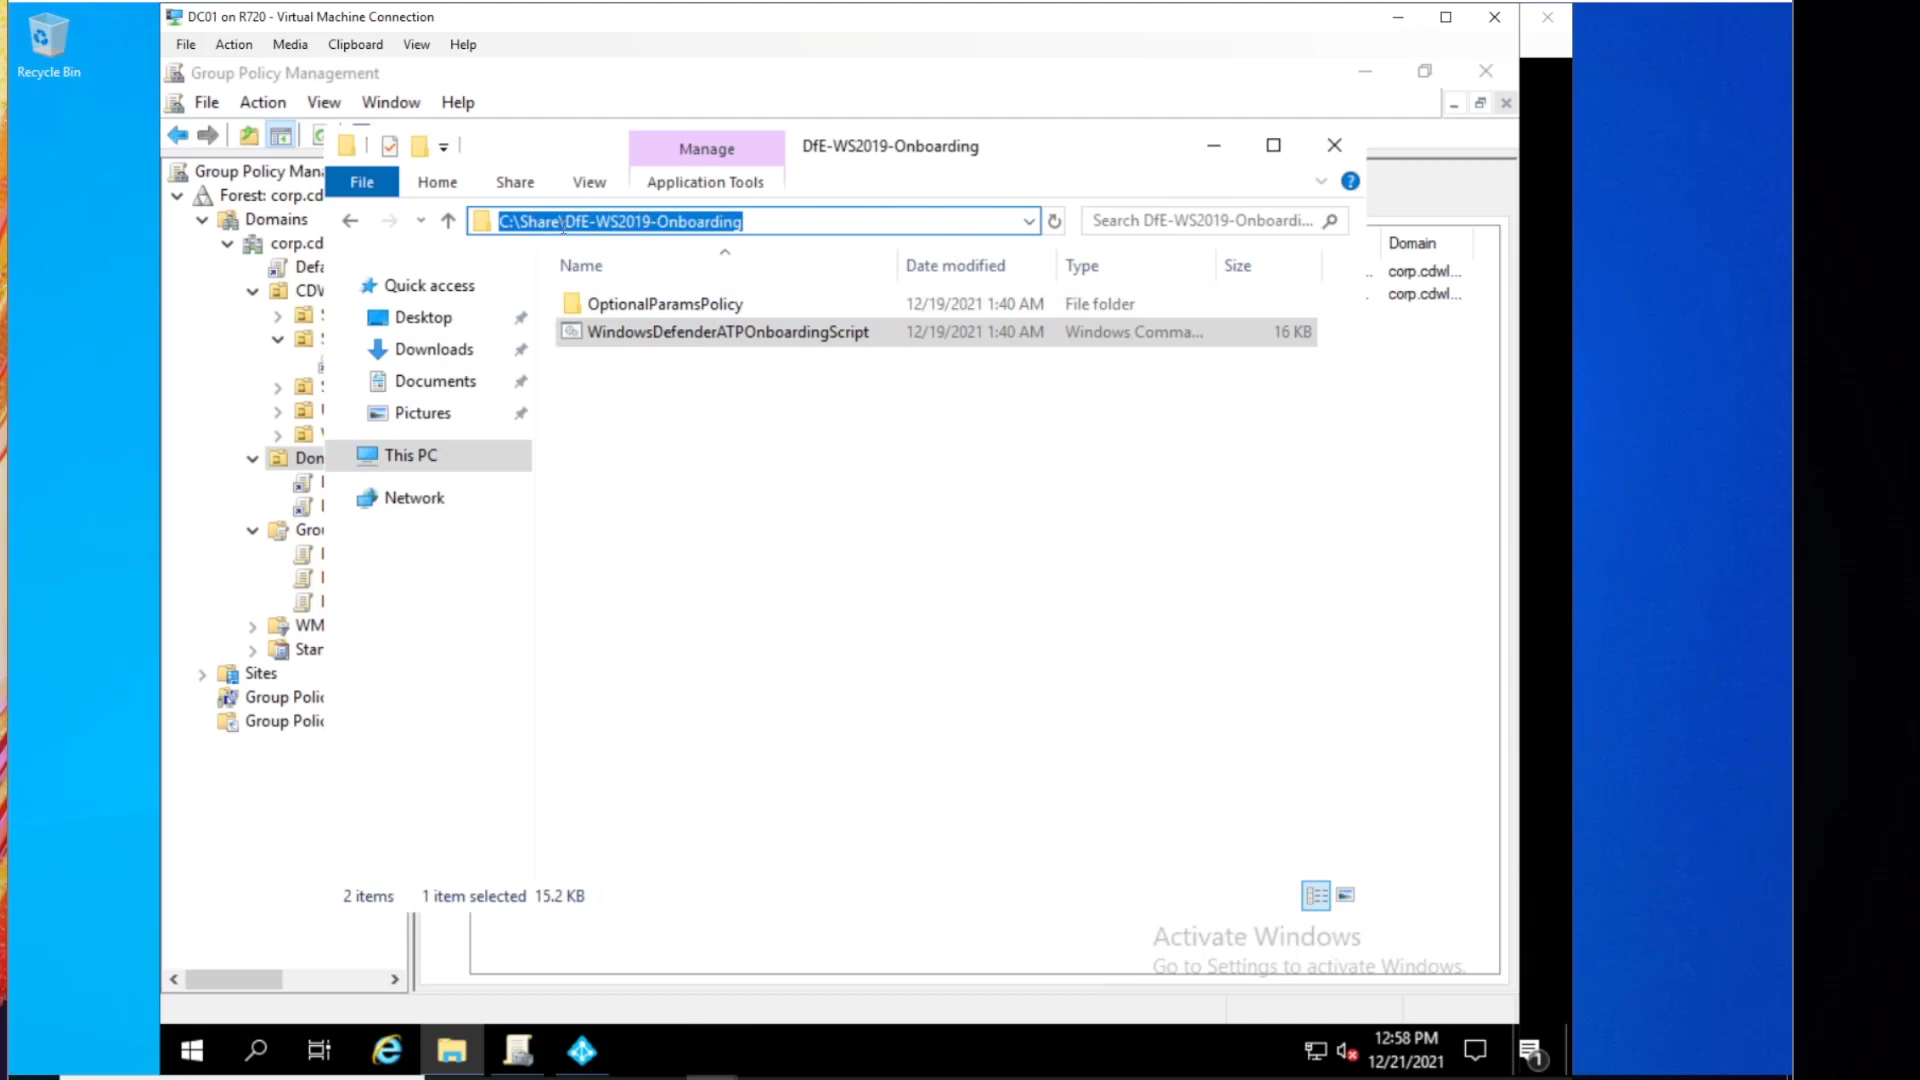 Recycle Bin
DC01 on R720 - Virtual Machine Connection
File Action Media Clipboard View Help
Group Policy Management
File Action View Window Help
Manage
DfE-WS2019-Onboarding
File Home Share View Application Tools
C:\Share\DfE-WS2019-Onboarding
Search DfE-WS2019-Onboardi...
Group Policy Mana
Forest: corp.cd
Domains
corp.cd
Defa
CDW
Don
Grou
WM
Star
Sites
Group Polic
Group Polic
Quick access
Desktop
Downloads
Documents
Pictures
This PC
Network
Name Date modified Type Size
OptionalParamsPolicy 12/19/2021 1:40 AM File folder
WindowsDefenderATPOnboardingScript 12/19/2021 1:40 AM Windows Comma... 16 KB
Domain
corp.cdwl...
corp.cdwl...
2 items 1 item selected 15.2 KB
Activate Windows
Go to Settings to activate Windows.
12:58 PM
12/21/2021
1